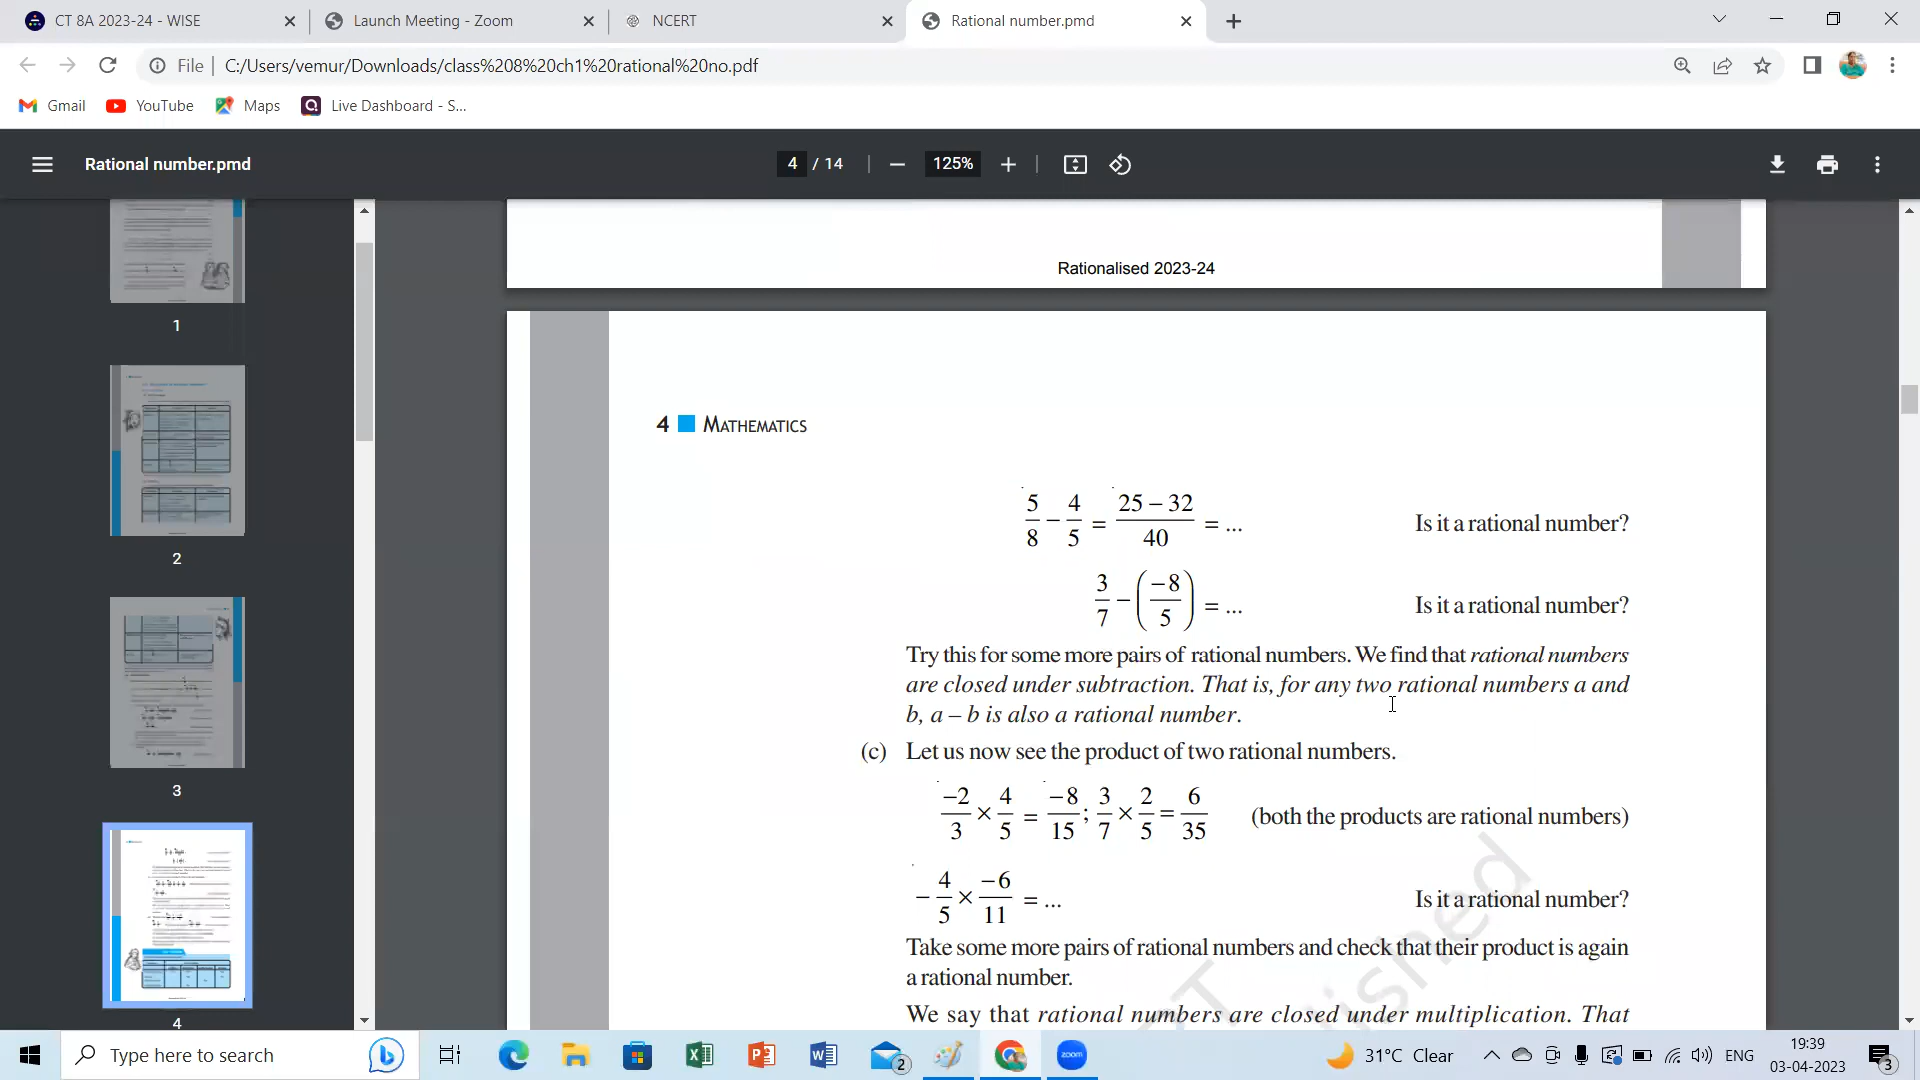 CT 8A 2023-24 - WISE
Launch Meeting - Zoom
NCERT
Rational number.pmd
File
C:/Users/vemur/Downloads/class%208%20ch1%20rational%20no.pdf
Gmail
YouTube
Maps
Live Dashboard - S...
Rational number.pmd
4 / 14
125%
1
2
3
4
Rationalised 2023-24
4 MATHEMATICS
5/8 − 4/5 = (25 − 32)/40 = ... Is it a rational number?
3/7 − (−8/5) = ... Is it a rational number?
Try this for some more pairs of rational numbers. We find that rational numbers
are closed under subtraction. That is, for any two rational numbers a and
b, a – b is also a rational number.
(c) Let us now see the product of two rational numbers.
−2/3 × 4/5 = −8/15; 3/7 × 2/5 = 6/35 (both the products are rational numbers)
− 4/5 × −6/11 = ... Is it a rational number?
Take some more pairs of rational numbers and check that their product is again
a rational number.
We say that rational numbers are closed under multiplication. That
Type here to search
2
zoom
31°C Clear
ENG
19:39
03-04-2023
3